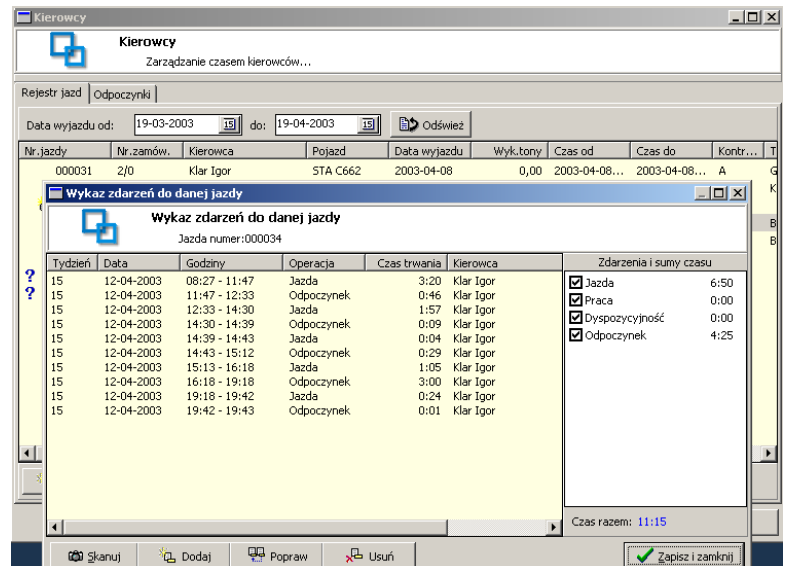 Kierowcy
Kierowcy
Zarządzanie czasem kierowców...
Rejestr jazd Odpoczynki
Data wyjazdu od: 19-03-2003 15 do: 19-04-2003 15 Odśwież
Nr.jazdy Nr.zamów. Kierowca Pojazd Data wyjazdu Wyk.tony Czas od Czas do Kontr... T
000031 2/0 Klar Igor STA C662 2003-04-08 0,00 2003-04-08... 2003-04-08... A G
K
B
B
?
?
Wykaz zdarzeń do danej jazdy
Wykaz zdarzeń do danej jazdy
Jazda numer:000034
Tydzień Data Godziny Operacja Czas trwania Kierowca
15 12-04-2003 08:27 - 11:47 Jazda 3:20 Klar Igor
15 12-04-2003 11:47 - 12:33 Odpoczynek 0:46 Klar Igor
15 12-04-2003 12:33 - 14:30 Jazda 1:57 Klar Igor
15 12-04-2003 14:30 - 14:39 Odpoczynek 0:09 Klar Igor
15 12-04-2003 14:39 - 14:43 Jazda 0:04 Klar Igor
15 12-04-2003 14:43 - 15:12 Odpoczynek 0:29 Klar Igor
15 12-04-2003 15:13 - 16:18 Jazda 1:05 Klar Igor
15 12-04-2003 16:18 - 19:18 Odpoczynek 3:00 Klar Igor
15 12-04-2003 19:18 - 19:42 Jazda 0:24 Klar Igor
15 12-04-2003 19:42 - 19:43 Odpoczynek 0:01 Klar Igor
Zdarzenia i sumy czasu
Jazda 6:50
Praca 0:00
Dyspozycyjność 0:00
Odpoczynek 4:25
Czas razem: 11:15
Skanuj Dodaj Popraw Usuń Zapisz i zamknij